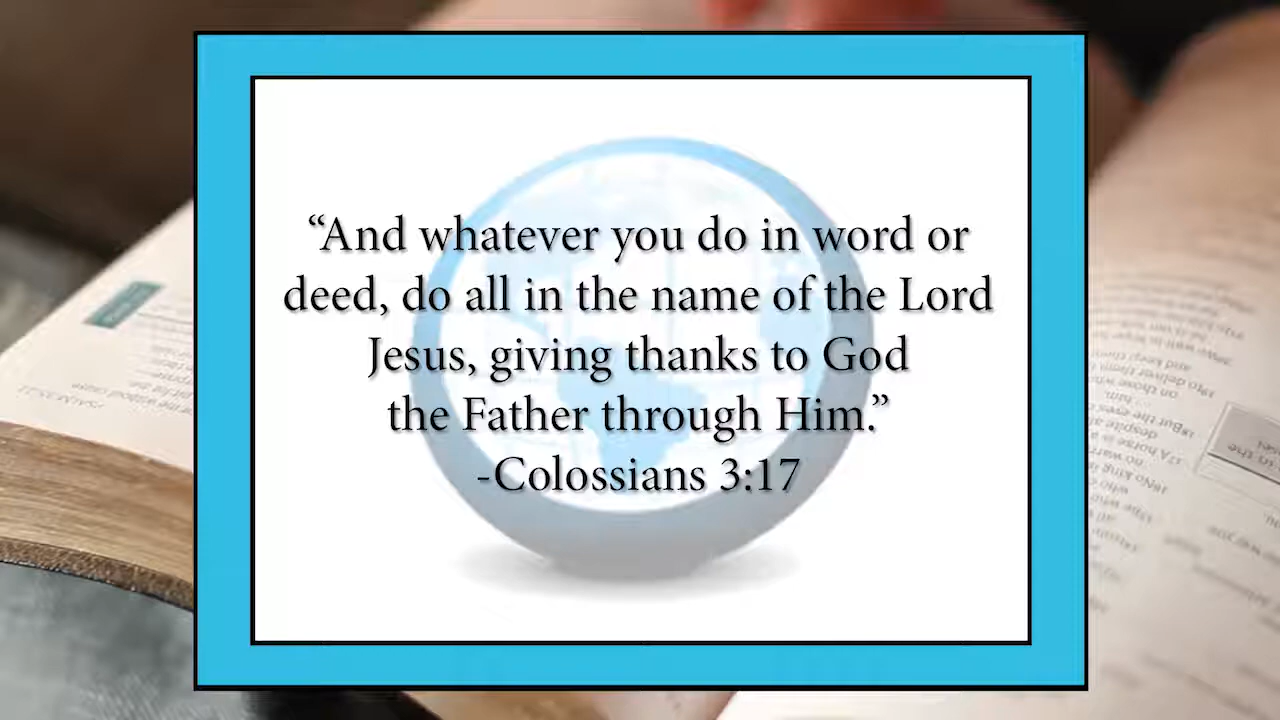 “And whatever you do in word or
deed, do all in the name of the Lord
Jesus, giving thanks to God
the Father through Him.”
-Colossians 3:17